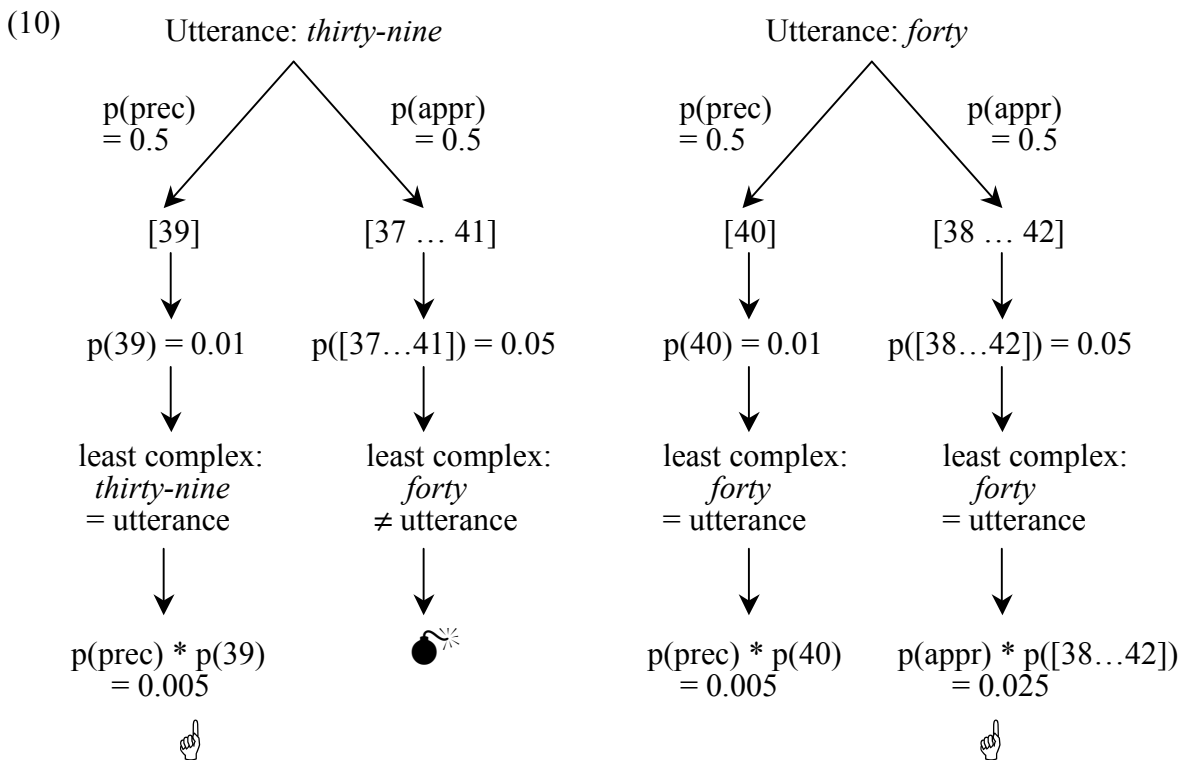 (10)
Utterance: thirty-nine
p(prec)
= 0.5
p(appr)
= 0.5
[39]
[37 … 41]
p(39) = 0.01
p([37…41]) = 0.05
least complex:
thirty-nine
= utterance
least complex:
forty
≠ utterance
p(prec) * p(39)
= 0.005
Utterance: forty
p(prec)
= 0.5
p(appr)
= 0.5
[40]
[38 … 42]
p(40) = 0.01
p([38…42]) = 0.05
least complex:
forty
= utterance
least complex:
forty
= utterance
p(prec) * p(40)
= 0.005
p(appr) * p([38…42])
= 0.025